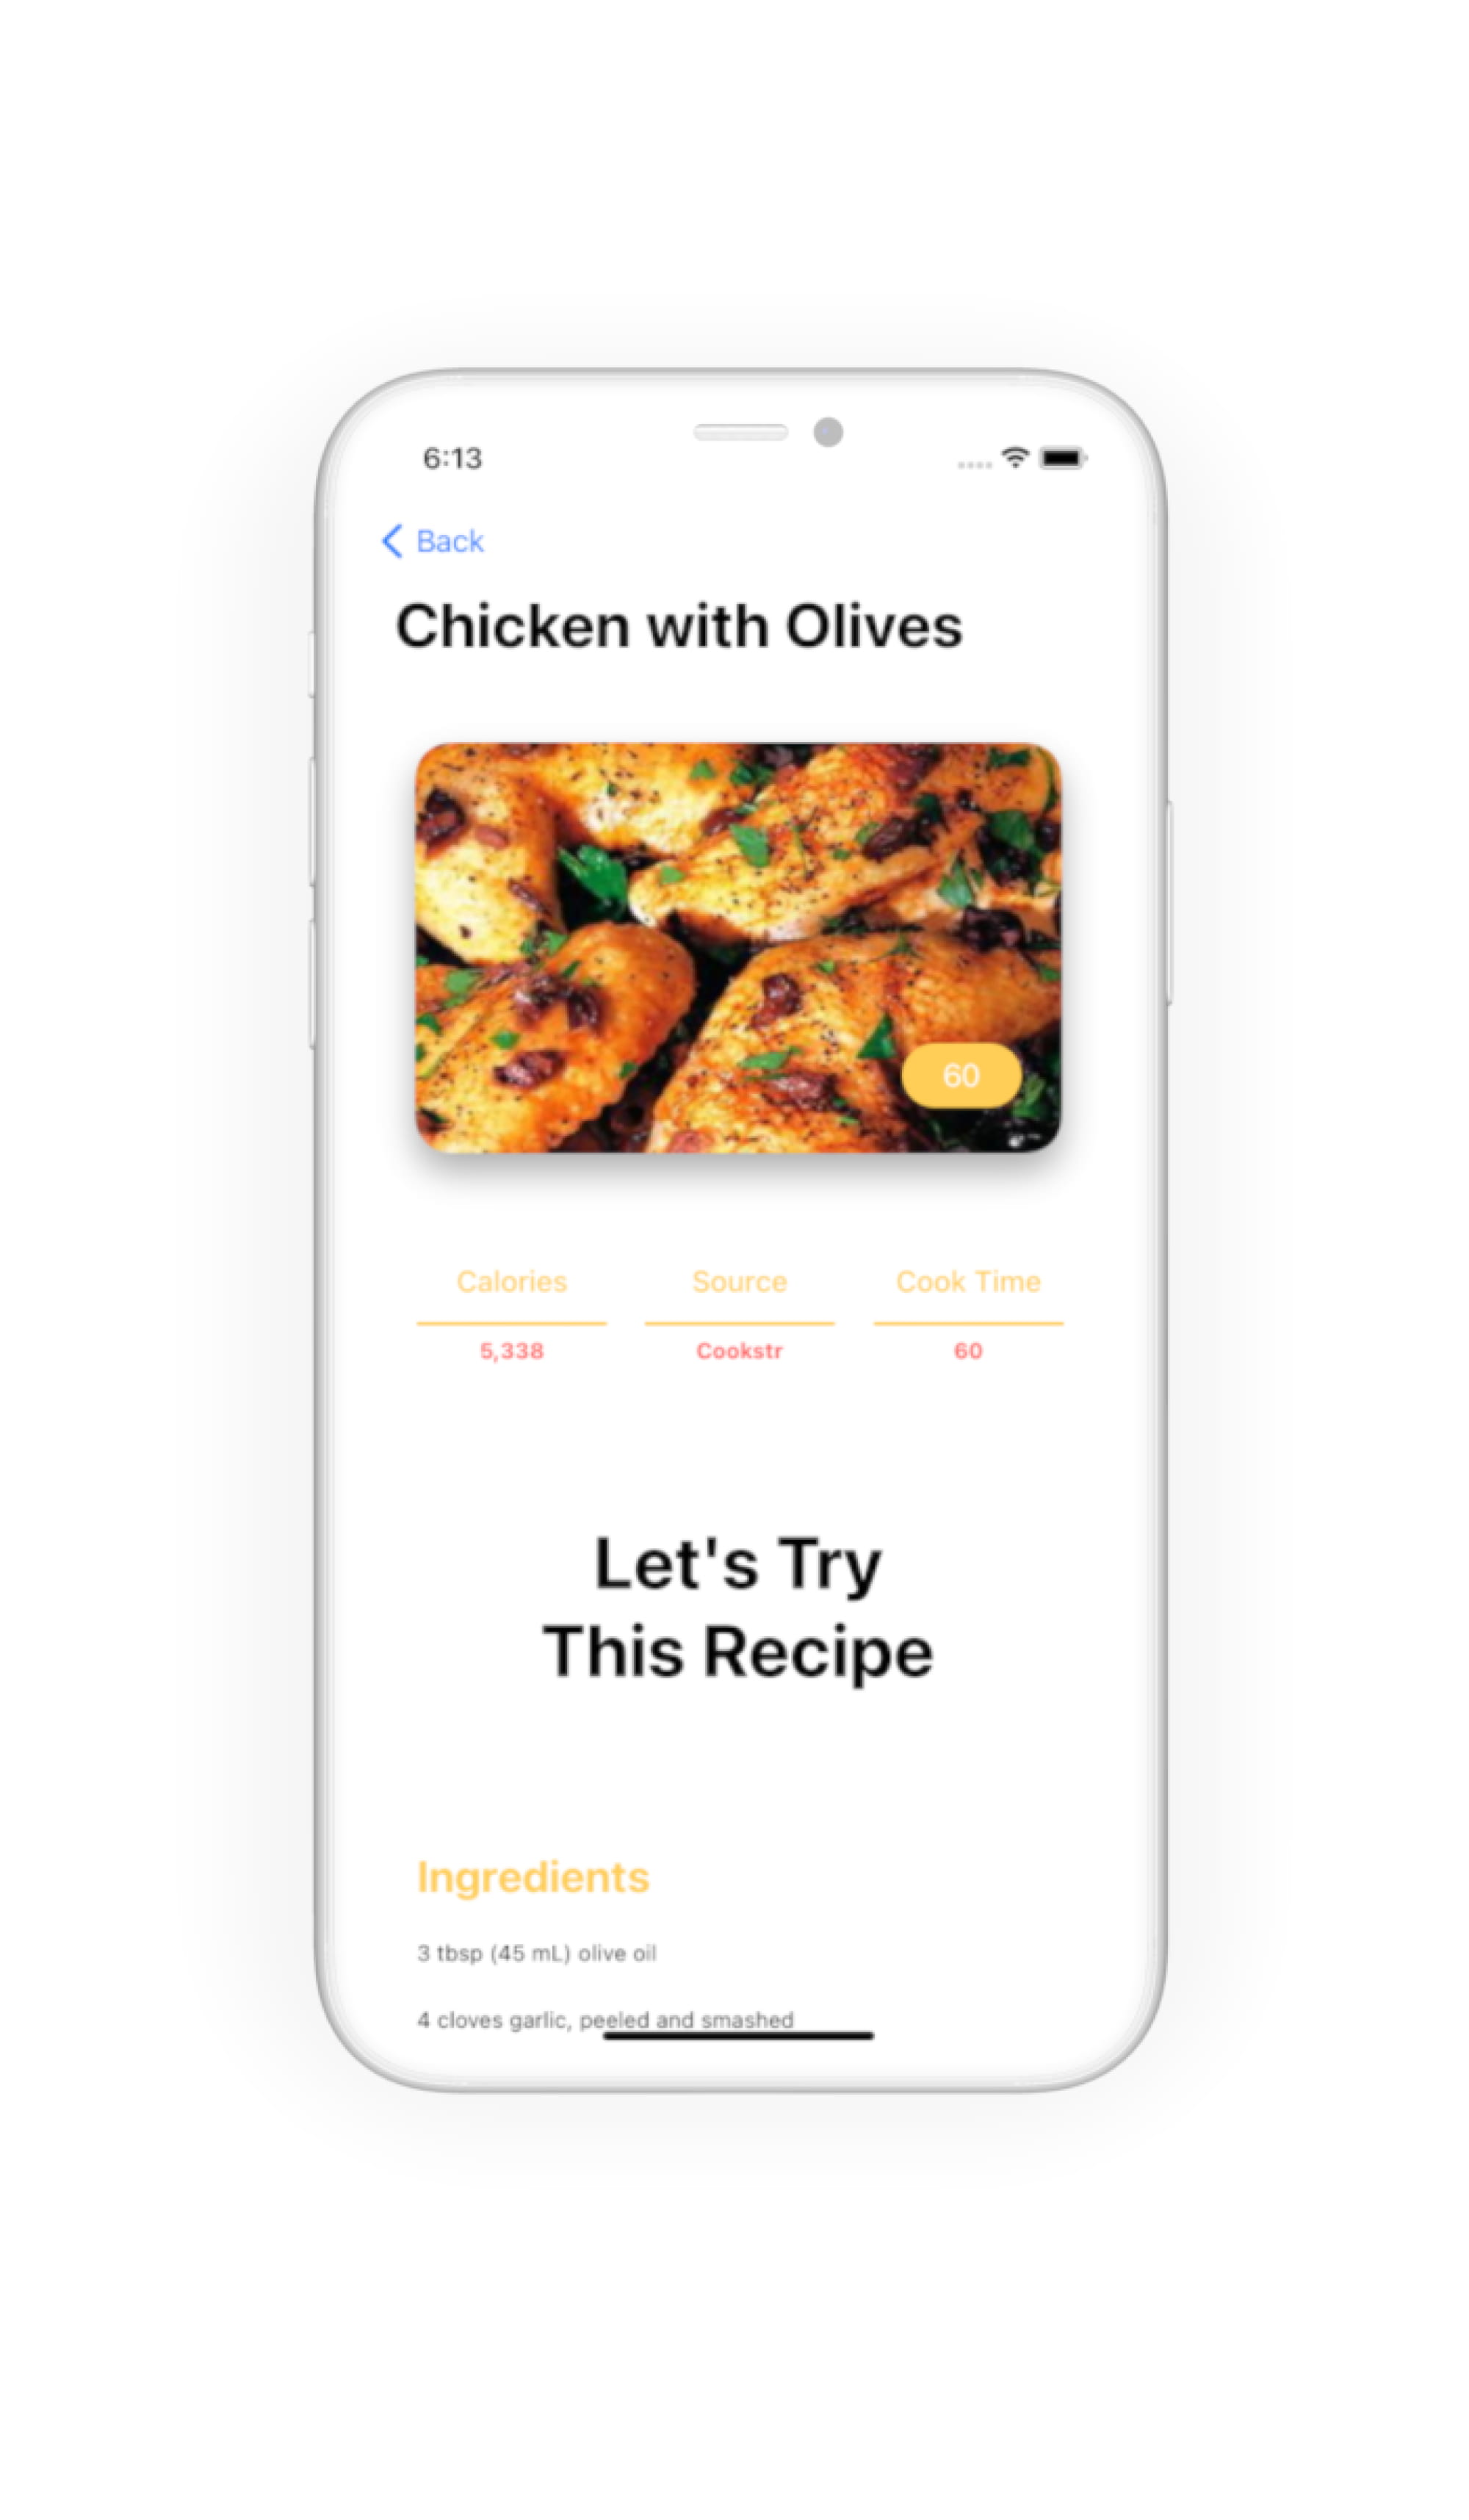 6:13
Back
Chicken with Olives
60
Calories Source Cook Time
5,338 Cookstr 60
Let's Try
This Recipe
Ingredients
3 tbsp (45 mL) olive oil
4 cloves garlic, peeled and smashed